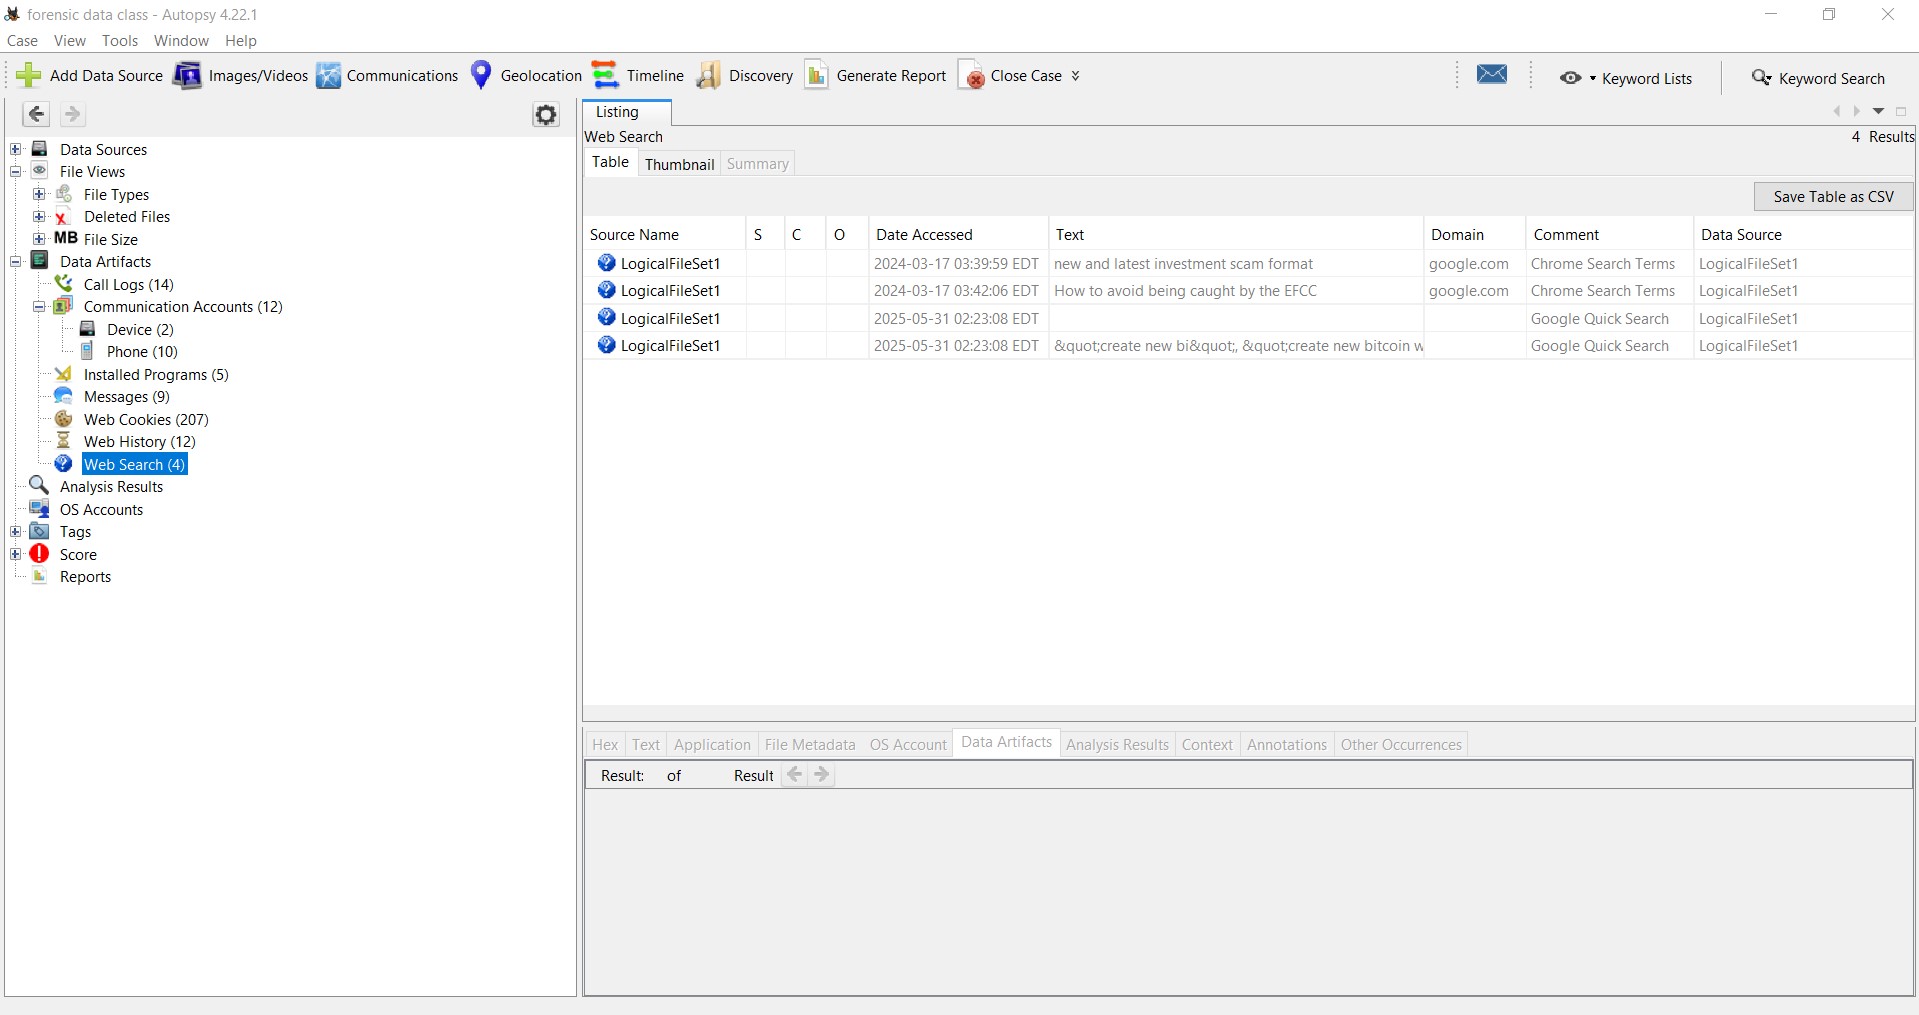 forensic data class - Autopsy 4.22.1
Case View Tools Window Help
Add Data Source Images/Videos Communications Geolocation Timeline Discovery Generate Report Close Case Keyword Lists Keyword Search
Data Sources
File Views
File Types
Deleted Files
MB File Size
Data Artifacts
Call Logs (14)
Communication Accounts (12)
Device (2)
Phone (10)
Installed Programs (5)
Messages (9)
Web Cookies (207)
Web History (12)
Web Search (4)
Analysis Results
OS Accounts
Tags
Score
Reports
Listing
Web Search 4 Results
Table Thumbnail Summary
Save Table as CSV
Source Name S C O Date Accessed Text Domain Comment Data Source
LogicalFileSet1 2024-03-17 03:39:59 EDT new and latest investment scam format google.com Chrome Search Terms LogicalFileSet1
LogicalFileSet1 2024-03-17 03:42:06 EDT How to avoid being caught by the EFCC google.com Chrome Search Terms LogicalFileSet1
LogicalFileSet1 2025-05-31 02:23:08 EDT Google Quick Search LogicalFileSet1
LogicalFileSet1 2025-05-31 02:23:08 EDT &quot;create new bi&quot;, &quot;create new bitcoin w Google Quick Search LogicalFileSet1
Hex Text Application File Metadata OS Account Data Artifacts Analysis Results Context Annotations Other Occurrences
Result: of Result